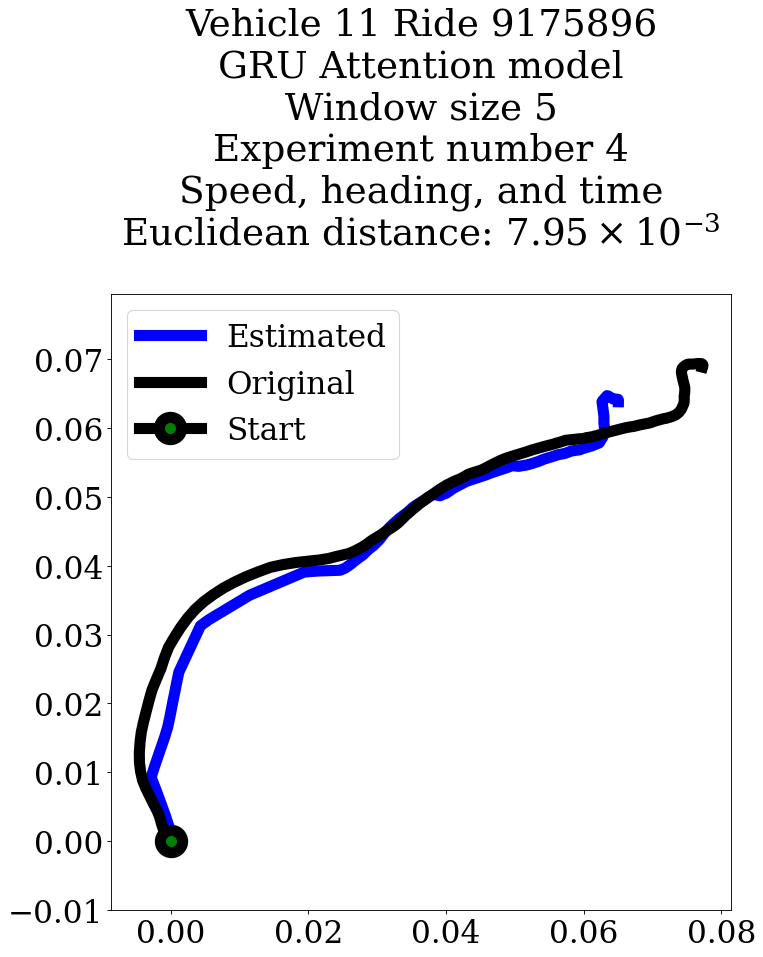 Vehicle 11 Ride 9175896
GRU Attention model
Window size 5
Experiment number 4
Speed, heading, and time
Euclidean distance: 7.95 × 10⁻³
Estimated
Original
Start
0.07
0.06
0.05
0.04
0.03
0.02
0.01
0.00
−0.01
0.00 0.02 0.04 0.06 0.08